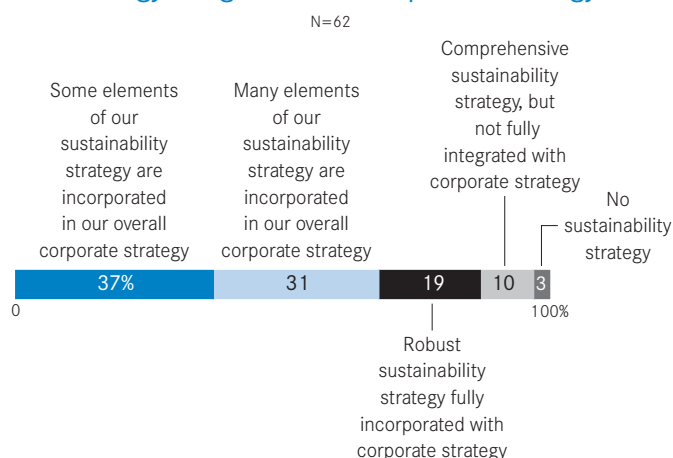 N=62
Some elements
of our
sustainability
strategy are
incorporated
in our overall
corporate strategy
Many elements
of our
sustainability
strategy are
incorporated
in our overall
corporate strategy
Comprehensive
sustainability
strategy, but
not fully
integrated with
corporate strategy
No
sustainability
strategy
37% 31 19 10 3
0 100%
Robust
sustainability
strategy fully
incorporated with
corporate strategy